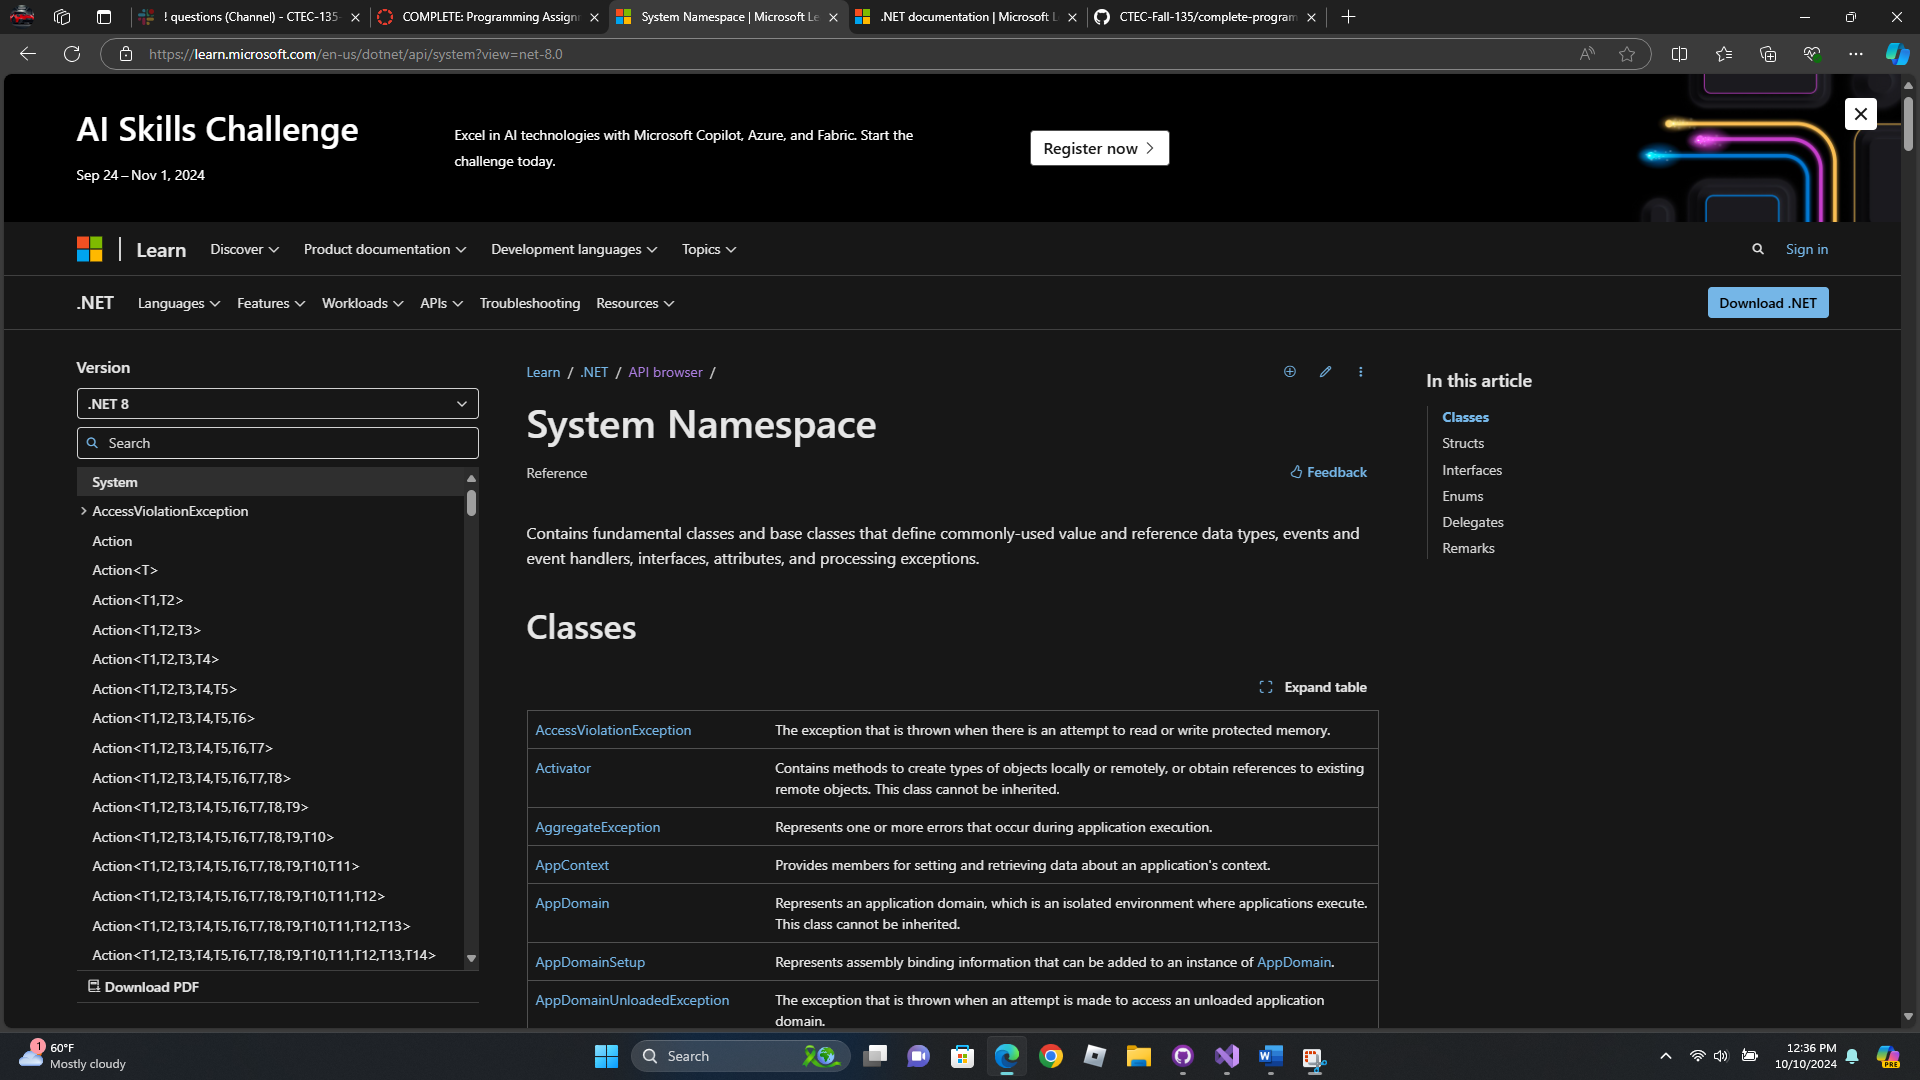 ! questions (Channel) - CTEC-135-
COMPLETE: Programming Assignm
System Namespace | Microsoft Le
.NET documentation | Microsoft L
CTEC-Fall-135/complete-program
https://learn.microsoft.com/en-us/dotnet/api/system?view=net-8.0
AI Skills Challenge
Sep 24 – Nov 1, 2024
Excel in AI technologies with Microsoft Copilot, Azure, and Fabric. Start the
challenge today.
Register now
Learn Discover Product documentation Development languages Topics
Sign in
.NET Languages Features Workloads APIs Troubleshooting Resources
Download .NET
Version
.NET 8
Search
System
AccessViolationException
Action
Action<T>
Action<T1,T2>
Action<T1,T2,T3>
Action<T1,T2,T3,T4>
Action<T1,T2,T3,T4,T5>
Action<T1,T2,T3,T4,T5,T6>
Action<T1,T2,T3,T4,T5,T6,T7>
Action<T1,T2,T3,T4,T5,T6,T7,T8>
Action<T1,T2,T3,T4,T5,T6,T7,T8,T9>
Action<T1,T2,T3,T4,T5,T6,T7,T8,T9,T10>
Action<T1,T2,T3,T4,T5,T6,T7,T8,T9,T10,T11>
Action<T1,T2,T3,T4,T5,T6,T7,T8,T9,T10,T11,T12>
Action<T1,T2,T3,T4,T5,T6,T7,T8,T9,T10,T11,T12,T13>
Action<T1,T2,T3,T4,T5,T6,T7,T8,T9,T10,T11,T12,T13,T14>
Download PDF
Learn / .NET / API browser /
System Namespace
Reference
Feedback
Contains fundamental classes and base classes that define commonly-used value and reference data types, events and
event handlers, interfaces, attributes, and processing exceptions.
Classes
Expand table
AccessViolationException The exception that is thrown when there is an attempt to read or write protected memory.
Activator Contains methods to create types of objects locally or remotely, or obtain references to existing
remote objects. This class cannot be inherited.
AggregateException Represents one or more errors that occur during application execution.
AppContext Provides members for setting and retrieving data about an application's context.
AppDomain Represents an application domain, which is an isolated environment where applications execute.
This class cannot be inherited.
AppDomainSetup Represents assembly binding information that can be added to an instance of AppDomain.
AppDomainUnloadedException The exception that is thrown when an attempt is made to access an unloaded application
domain.
In this article
Classes
Structs
Interfaces
Enums
Delegates
Remarks
1
60°F
Mostly cloudy
Search
PRE
12:36 PM
10/10/2024